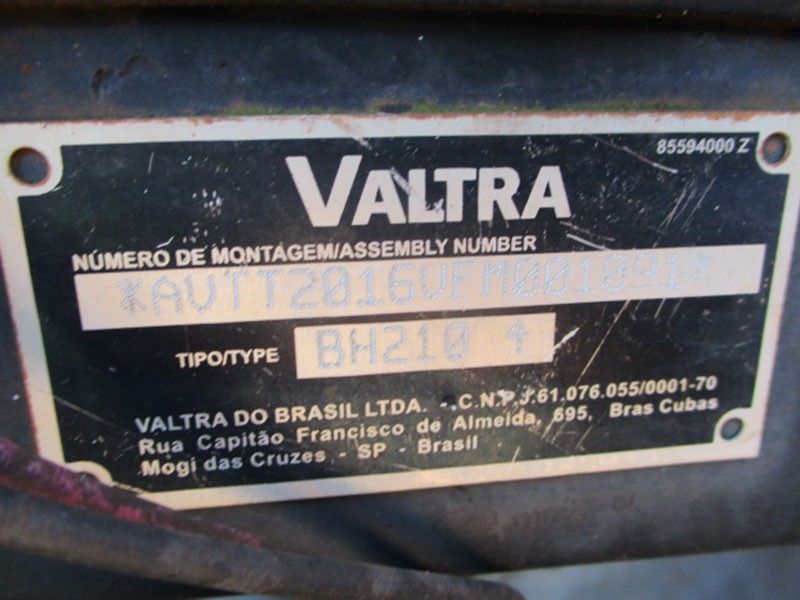 85594000 Z
VALTRA
NÚMERO DE MONTAGEM/ASSEMBLY NUMBER
*AVTT2016VFM001091*
TIPO/TYPE BH210 4
VALTRA DO BRASIL LTDA. - C.N.P.J.61.076.055/0001-70
Rua Capitão Francisco de Almeida, 695, Bras Cubas
Mogi das Cruzes - SP - Brasil